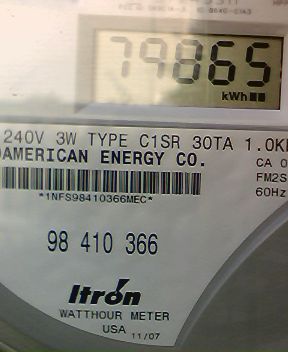 79865
kWh
240V 3W TYPE C1SR 30TA 1.0K
AMERICAN ENERGY CO.
CA 0
FM2S
60Hz
*1NFS98410366MEC*
98 410 366
Itron
WATTHOUR METER
USA 11/07